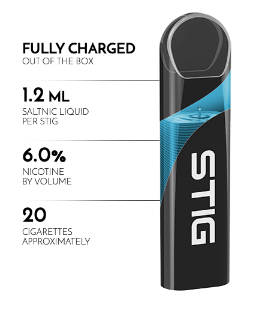 FULLY CHARGED
OUT OF THE BOX
1.2 ML
SALTNIC LIQUID
PER STIG
6.0%
NICOTINE
BY VOLUME
20
CIGARETTES
APPROXIMATELY
STIG